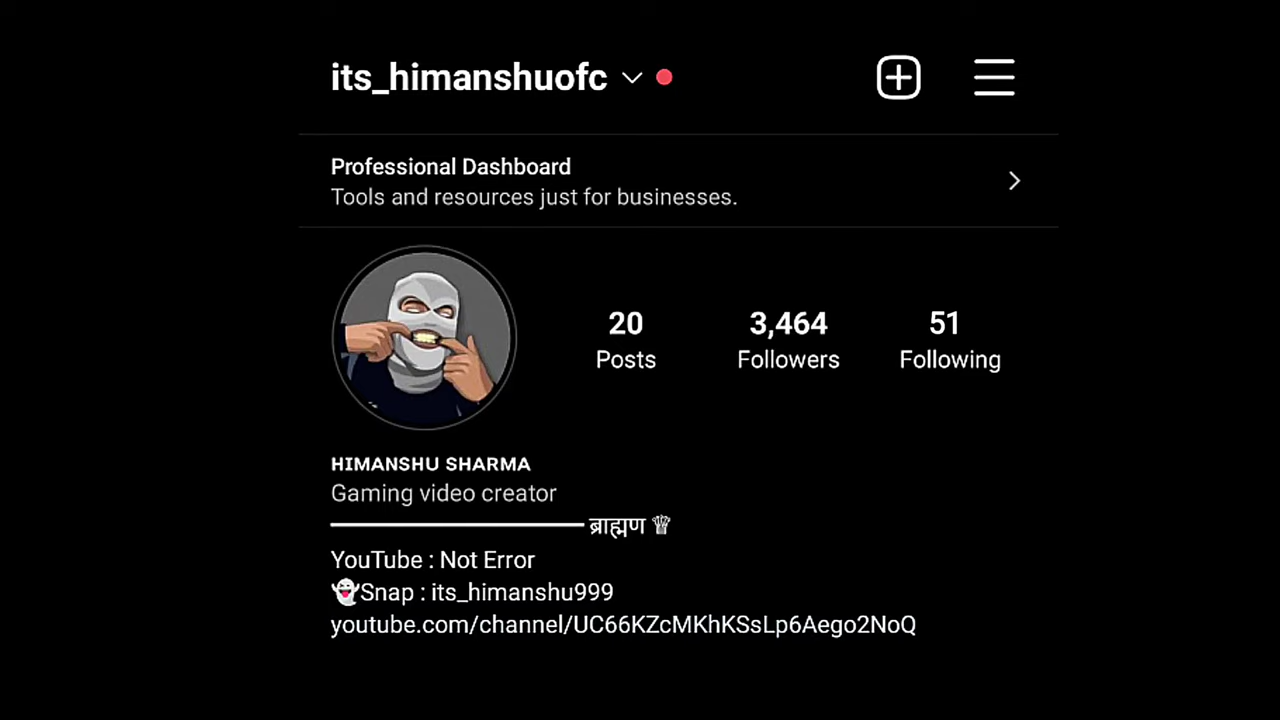 its_himanshuofc
Professional Dashboard
Tools and resources just for businesses.
20 3,464 51
Posts Followers Following
HIMANSHU SHARMA
Gaming video creator
ब्राह्मण ♕
YouTube : Not Error
👻Snap : its_himanshu999
youtube.com/channel/UC66KZcMKhKSsLp6Aego2NoQ